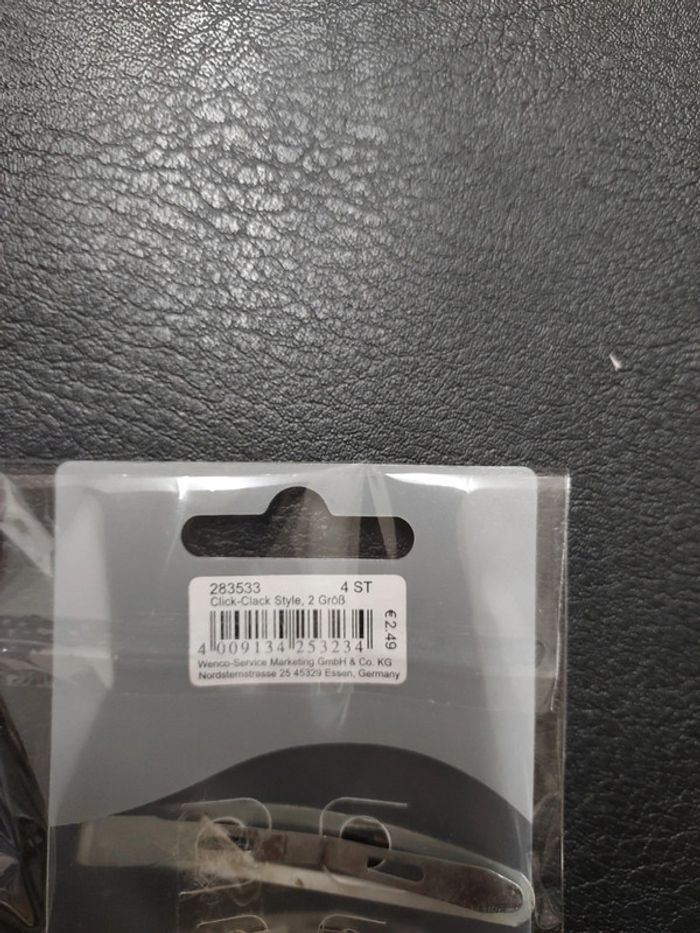 283533 4 ST
Click-Clack Style, 2 Größ
€2.49
4 009134 253234
Wenco-Service Marketing GmbH & Co. KG
Nordsternstrasse 25 45329 Essen, Germany